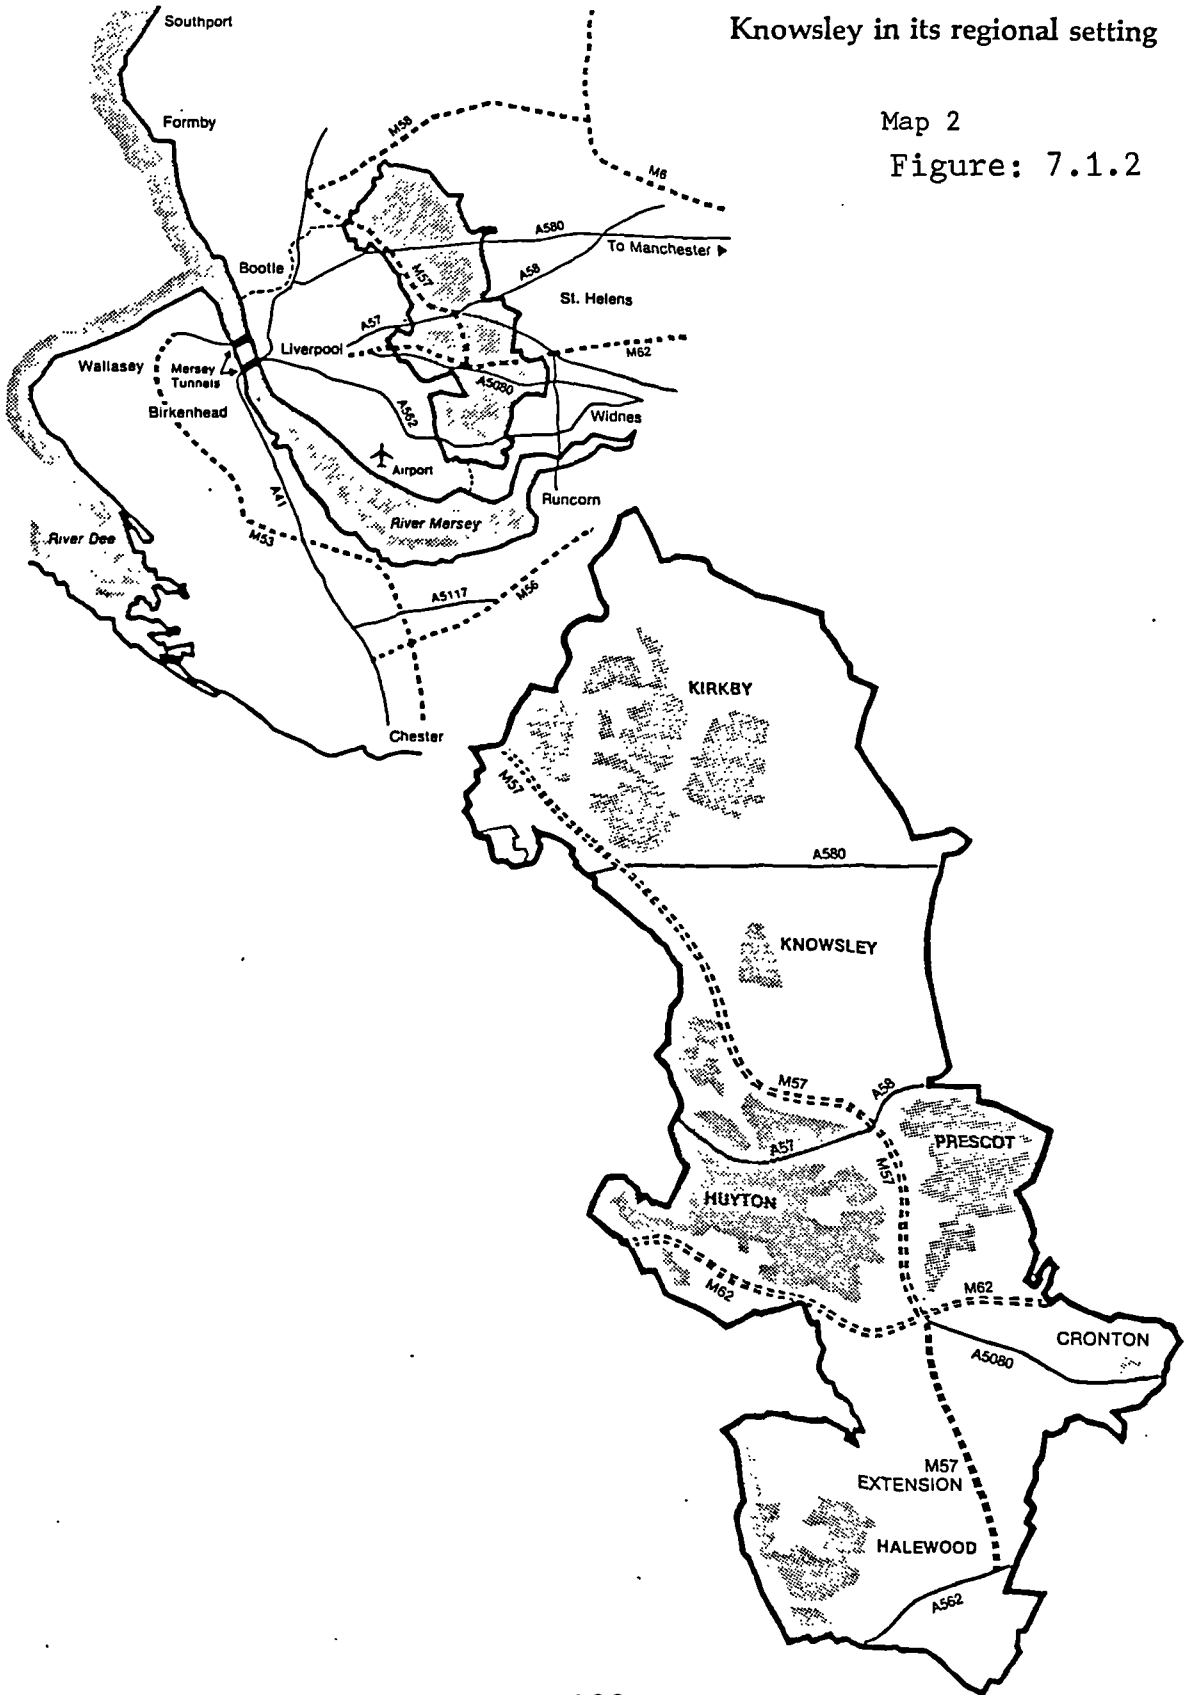 Knowsley in its regional setting
Map 2
Figure: 7.1.2
Southport
Formby
M58
M6
A580
To Manchester
Bootle
M57
A58
St. Helens
A57
Liverpool
M62
Wallasey
Mersey
Tunnels
A5080
Birkenhead
A562
Widnes
Airport
A41
Runcorn
River Mersey
River Dee
M53
A5117
M56
Chester
KIRKBY
M57
A580
KNOWSLEY
M57
A58
PRESCOT
A57
M57
HUYTON
M62
M62
CRONTON
A5080
M57
EXTENSION
HALEWOOD
A562